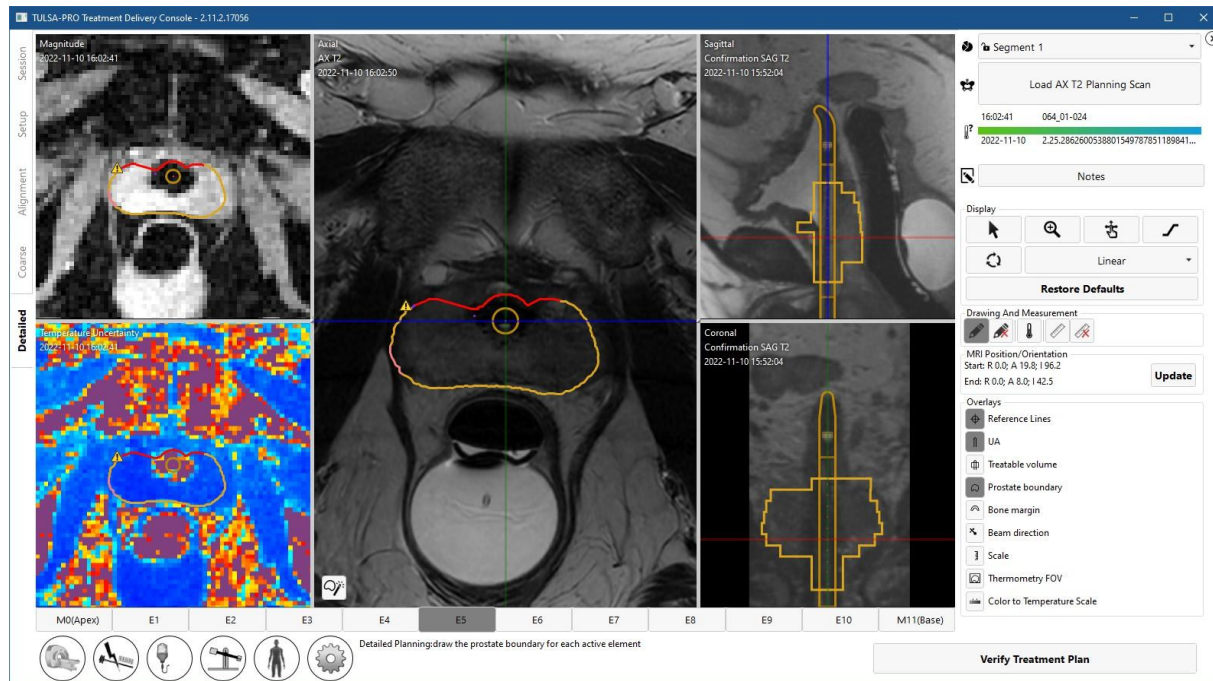 TULSA-PRO Treatment Delivery Console - 2.11.2.17056
Session
Setup
Alignment
Coarse
Detailed
Magnitude
2022-11-10 16:02:41
Temperature Uncertainty
2022-11-10 16:02:41
Axial
AX T2
2022-11-10 16:02:50
Sagittal
Confirmation SAG T2
2022-11-10 15:52:04
Coronal
Confirmation SAG T2
2022-11-10 15:52:04
M0(Apex) E1 E2 E3 E4 E5 E6 E7 E8 E9 E10 M11(Base)
Detailed Planning:draw the prostate boundary for each active element
Segment 1
Load AX T2 Planning Scan
16:02:41 064_01-024
2022-11-10 2.25.286260053880154978785118984​1...
Notes
Display
Linear
Restore Defaults
Drawing And Measurement
MRI Position/Orientation
Start: R 0.0; A 19.8; I 96.2
End: R 0.0; A 8.0; I 42.5
Update
Overlays
Reference Lines
UA
Treatable volume
Prostate boundary
Bone margin
Beam direction
Scale
Thermometry FOV
Color to Temperature Scale
Verify Treatment Plan